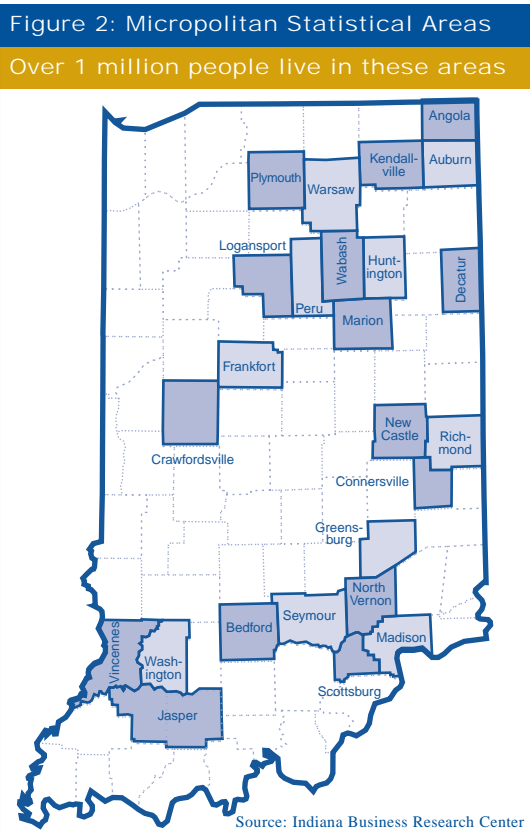 Figure 2: Micropolitan Statistical Areas
Over 1 million people live in these areas
Angola
Kendall-
ville
Auburn
Plymouth
Warsaw
Logansport
Wabash
Hunt-
ington
Decatur
Peru
Marion
Frankfort
Crawfordsville
New
Castle
Rich-
mond
Connersville
Greens-
burg
North
Vernon
Seymour
Bedford
Madison
Vincennes
Wash-
ington
Scottsburg
Jasper
Source: Indiana Business Research Center